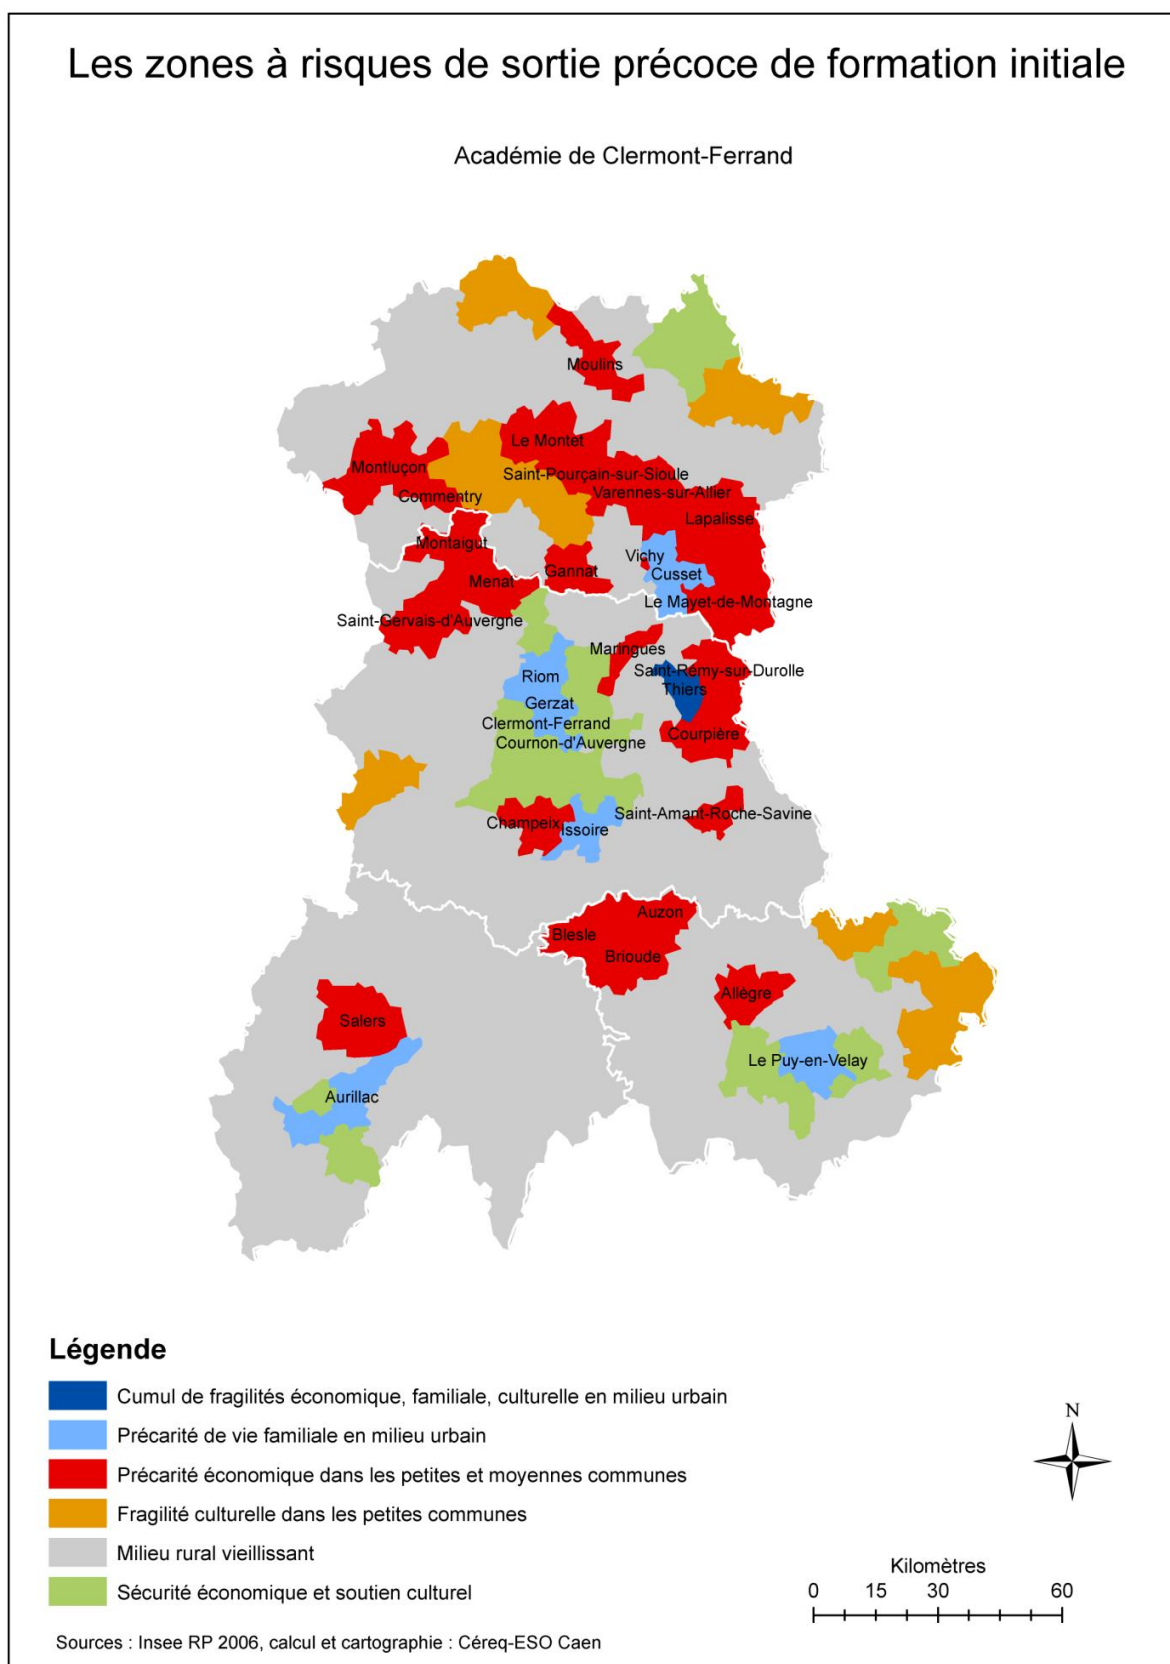 Les zones à risques de sortie précoce de formation initiale
Académie de Clermont-Ferrand
Moulins
Le Montet
Montluçon
Saint-Pourçain-sur-Sioule
Commentry
Varennes-sur-Allier
Lapalisse
Montaigut
Vichy
Gannat
Cusset
Menat
Le Mayet-de-Montagne
Saint-Gervais-d'Auvergne
Maringues
Saint-Rémy-sur-Durolle
Riom
Thiers
Gerzat
Clermont-Ferrand
Courpière
Cournon-d'Auvergne
Saint-Amant-Roche-Savine
Champeix
Issoire
Auzon
Blesle
Brioude
Allègre
Salers
Le Puy-en-Velay
Aurillac
Légende
Cumul de fragilités économique, familiale, culturelle en milieu urbain
Précarité de vie familiale en milieu urbain
Précarité économique dans les petites et moyennes communes
Fragilité culturelle dans les petites communes
Milieu rural vieillissant
Sécurité économique et soutien culturel
N
Kilomètres
0 15 30 60
Sources : Insee RP 2006, calcul et cartographie : Céreq-ESO Caen